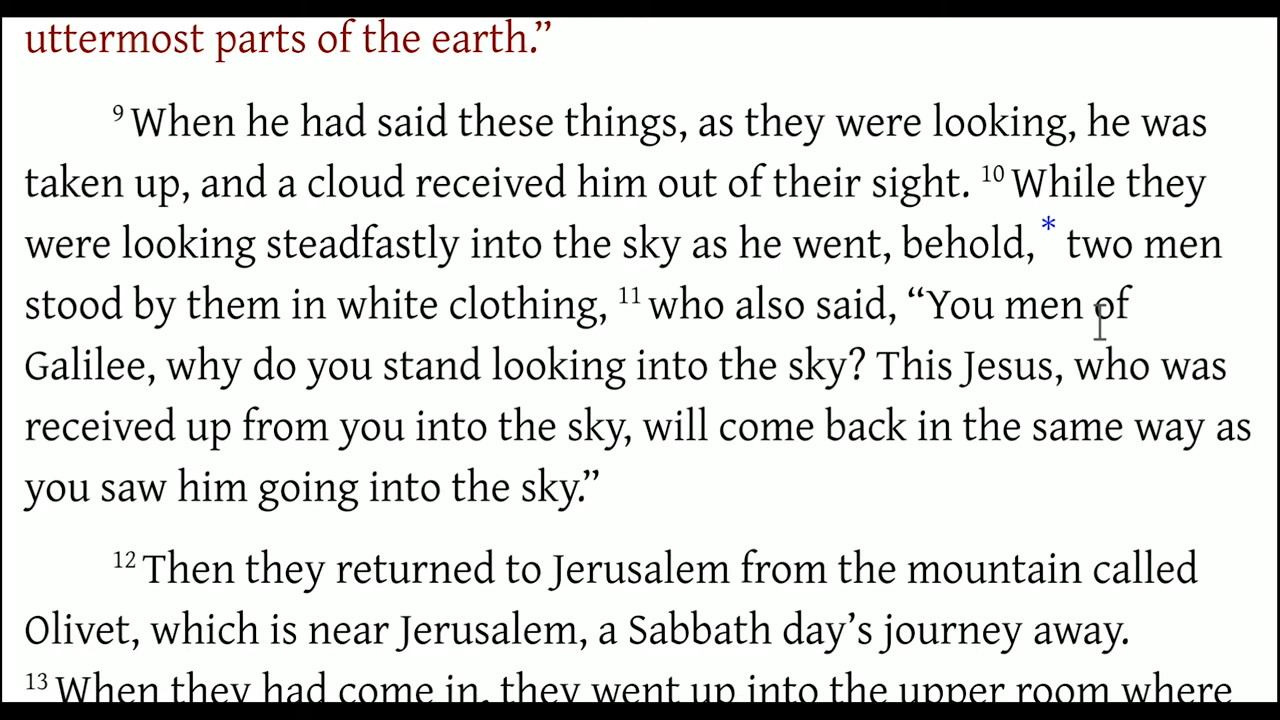 uttermost parts of the earth.”
9 When he had said these things, as they were looking, he was
taken up, and a cloud received him out of their sight. 10 While they
were looking steadfastly into the sky as he went, behold,* two men
stood by them in white clothing, 11 who also said, “You men of
Galilee, why do you stand looking into the sky? This Jesus, who was
received up from you into the sky, will come back in the same way as
you saw him going into the sky.”
12 Then they returned to Jerusalem from the mountain called
Olivet, which is near Jerusalem, a Sabbath day’s journey away.
13 When they had come in, they went up into the upper room where